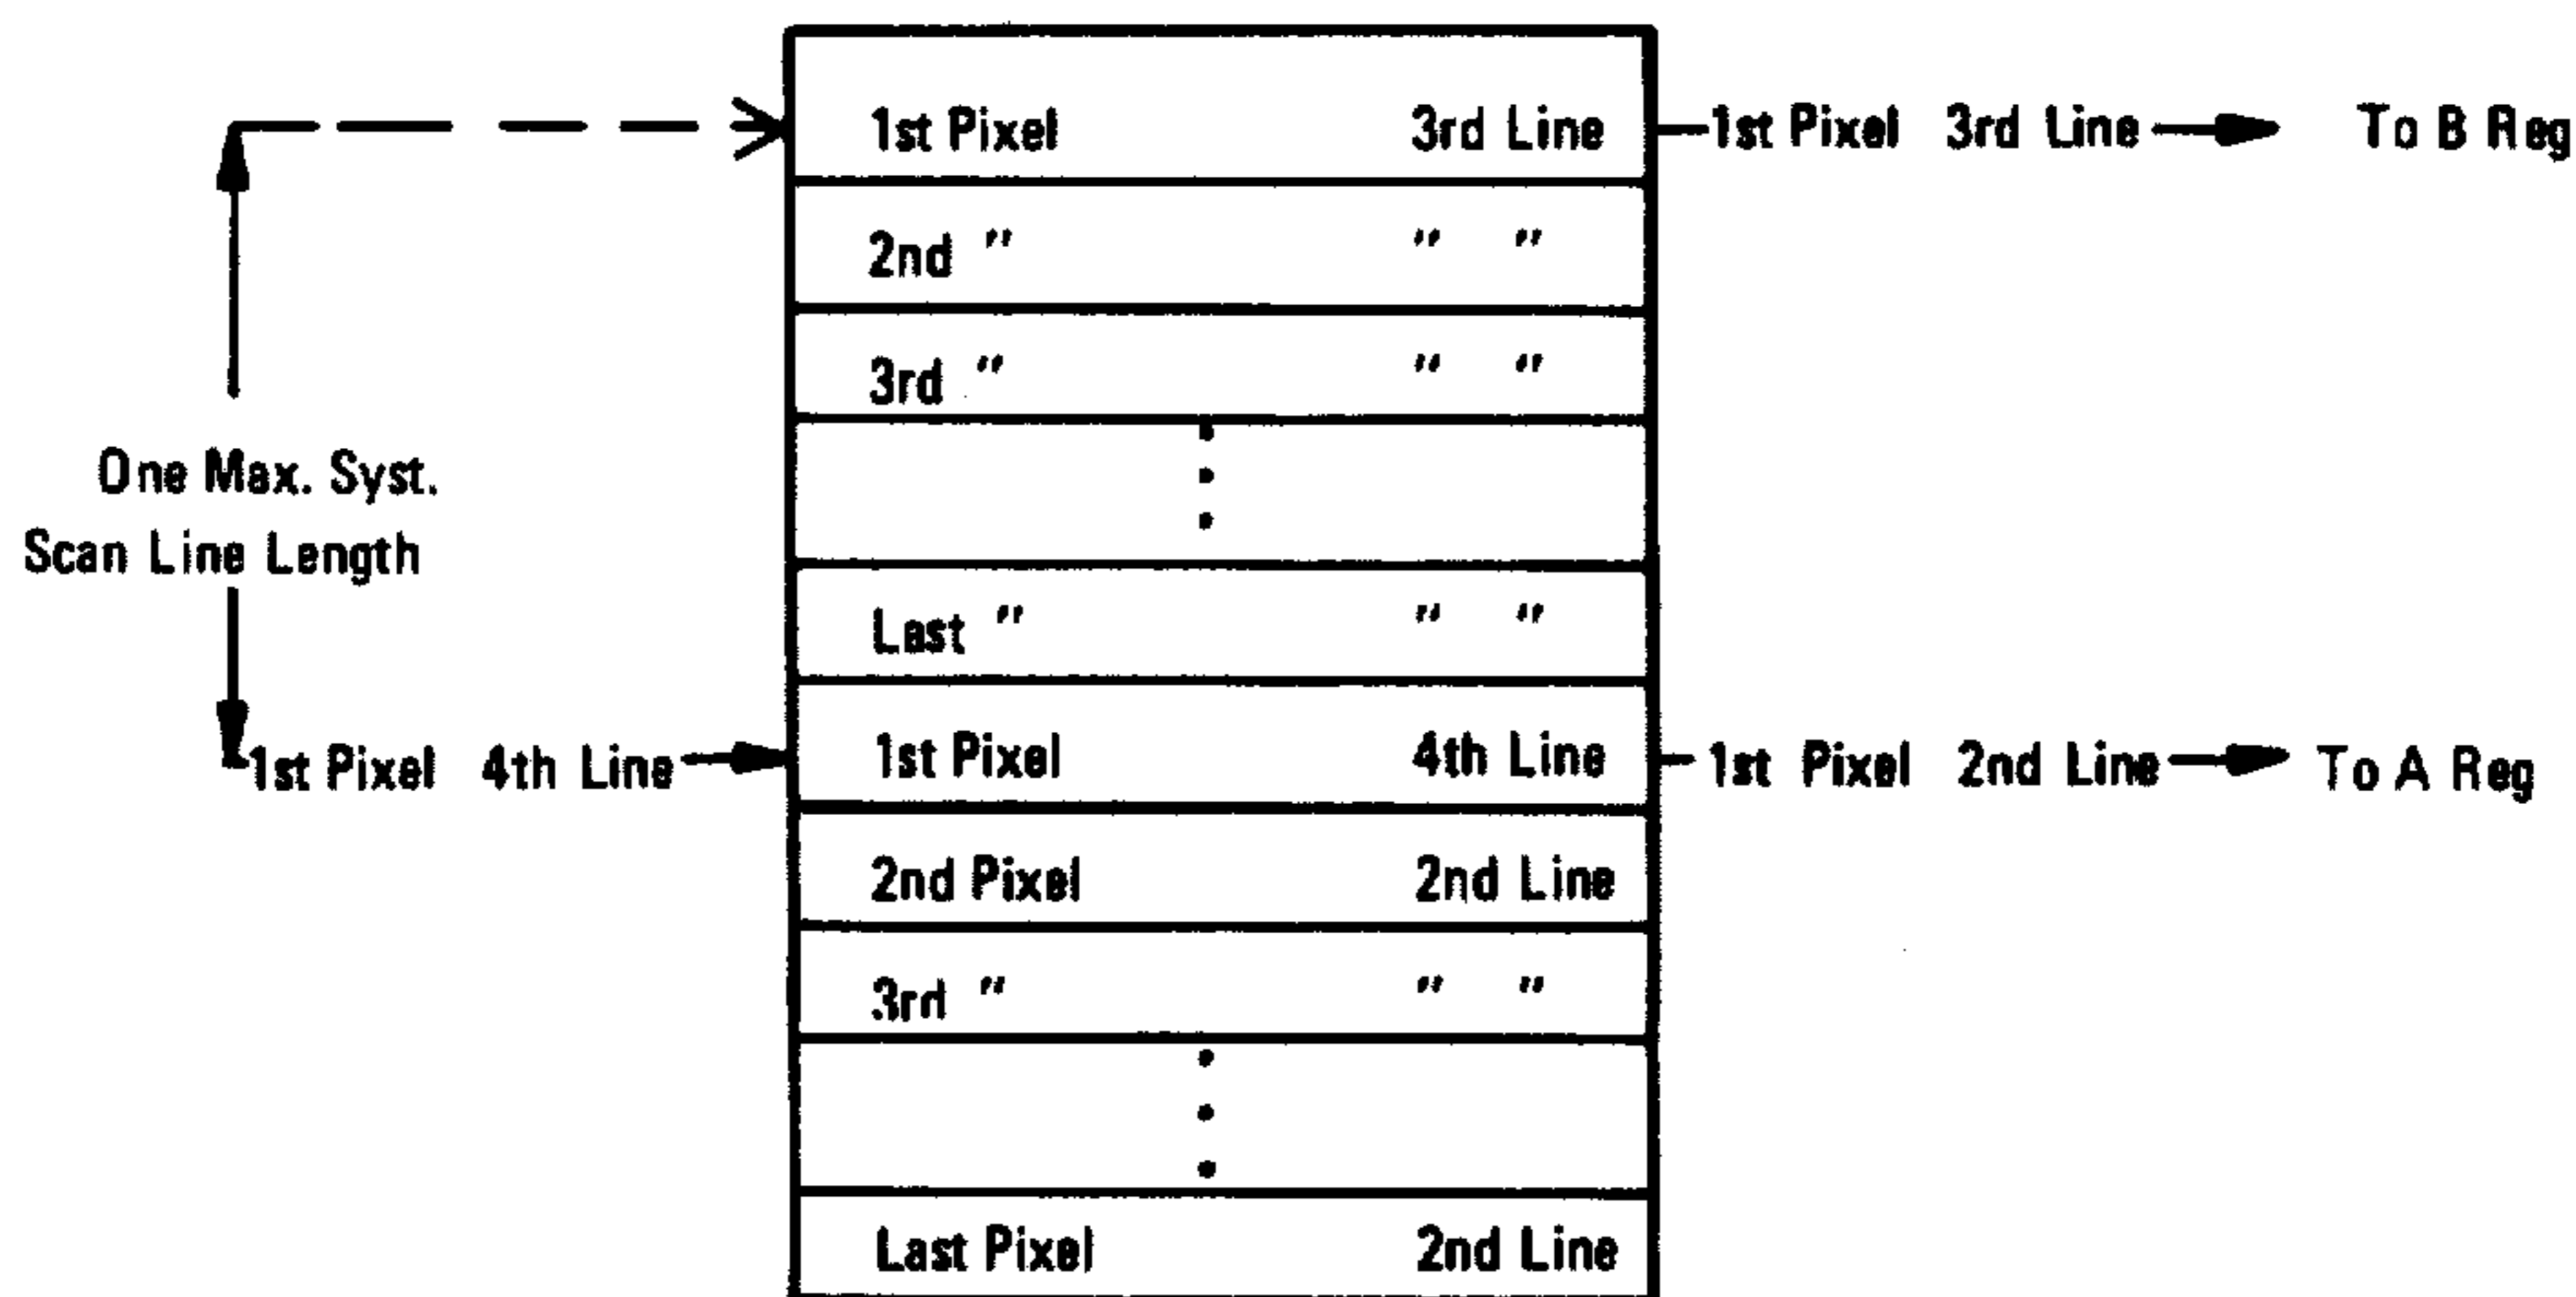 1st Pixel 3rd Line 1st Pixel 3rd Line To B Reg
2nd " " "
3rd " " "
One Max. Syst.
Scan Line Length
Last " " "
1st Pixel 4th Line 1st Pixel 4th Line 1st Pixel 2nd Line To A Reg
2nd Pixel 2nd Line
3rd " " "
Last Pixel 2nd Line